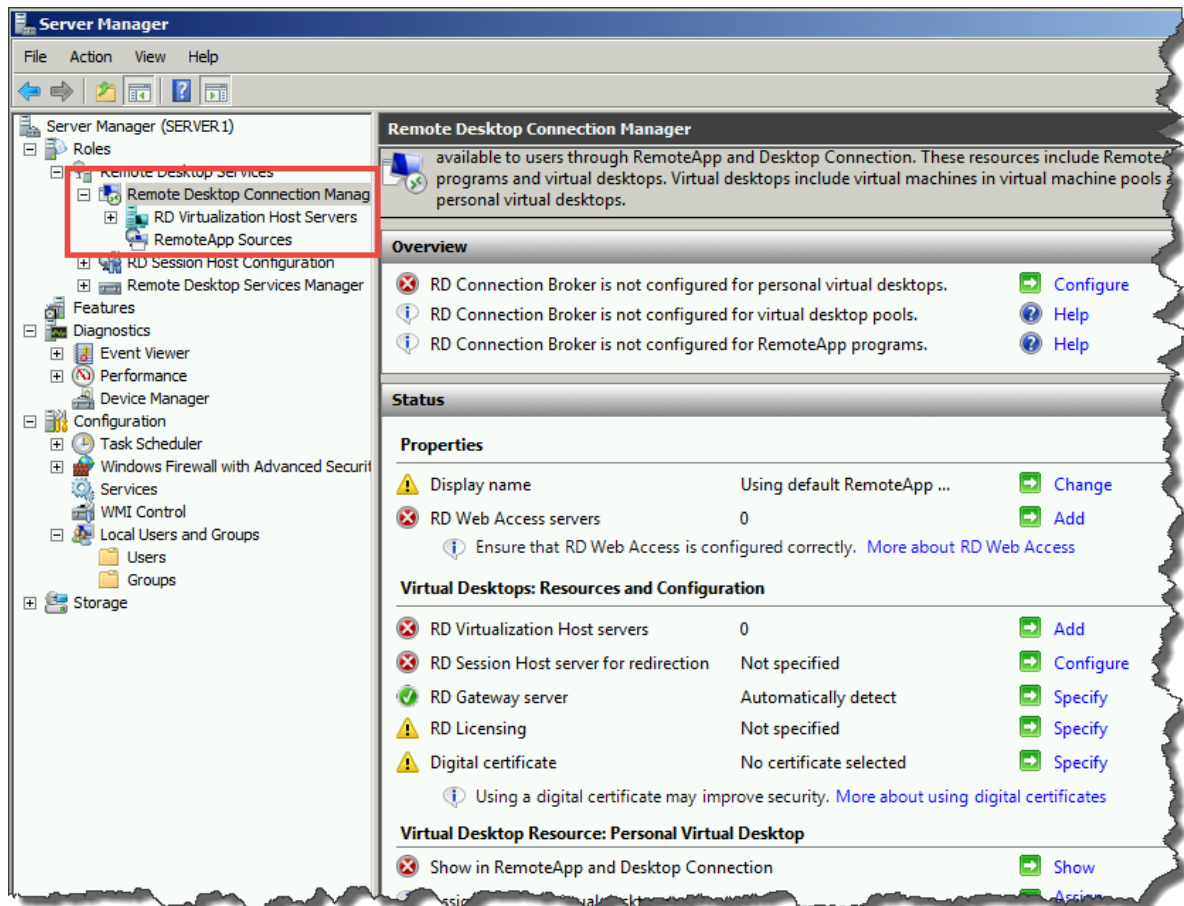 Server Manager
File Action View Help
Server Manager (SERVER1)
Roles
Remote Desktop Services
Remote Desktop Connection Manag
RD Virtualization Host Servers
RemoteApp Sources
RD Session Host Configuration
Remote Desktop Services Manager
Features
Diagnostics
Event Viewer
Performance
Device Manager
Configuration
Task Scheduler
Windows Firewall with Advanced Securit
Services
WMI Control
Local Users and Groups
Users
Groups
Storage
Remote Desktop Connection Manager
available to users through RemoteApp and Desktop Connection. These resources include RemoteA
programs and virtual desktops. Virtual desktops include virtual machines in virtual machine pools a
personal virtual desktops.
Overview
RD Connection Broker is not configured for personal virtual desktops. Configure
RD Connection Broker is not configured for virtual desktop pools. Help
RD Connection Broker is not configured for RemoteApp programs. Help
Status
Properties
Display name Using default RemoteApp ... Change
RD Web Access servers 0 Add
Ensure that RD Web Access is configured correctly. More about RD Web Access
Virtual Desktops: Resources and Configuration
RD Virtualization Host servers 0 Add
RD Session Host server for redirection Not specified Configure
RD Gateway server Automatically detect Specify
RD Licensing Not specified Specify
Digital certificate No certificate selected Specify
Using a digital certificate may improve security. More about using digital certificates
Virtual Desktop Resource: Personal Virtual Desktop
Show in RemoteApp and Desktop Connection Show
Assign